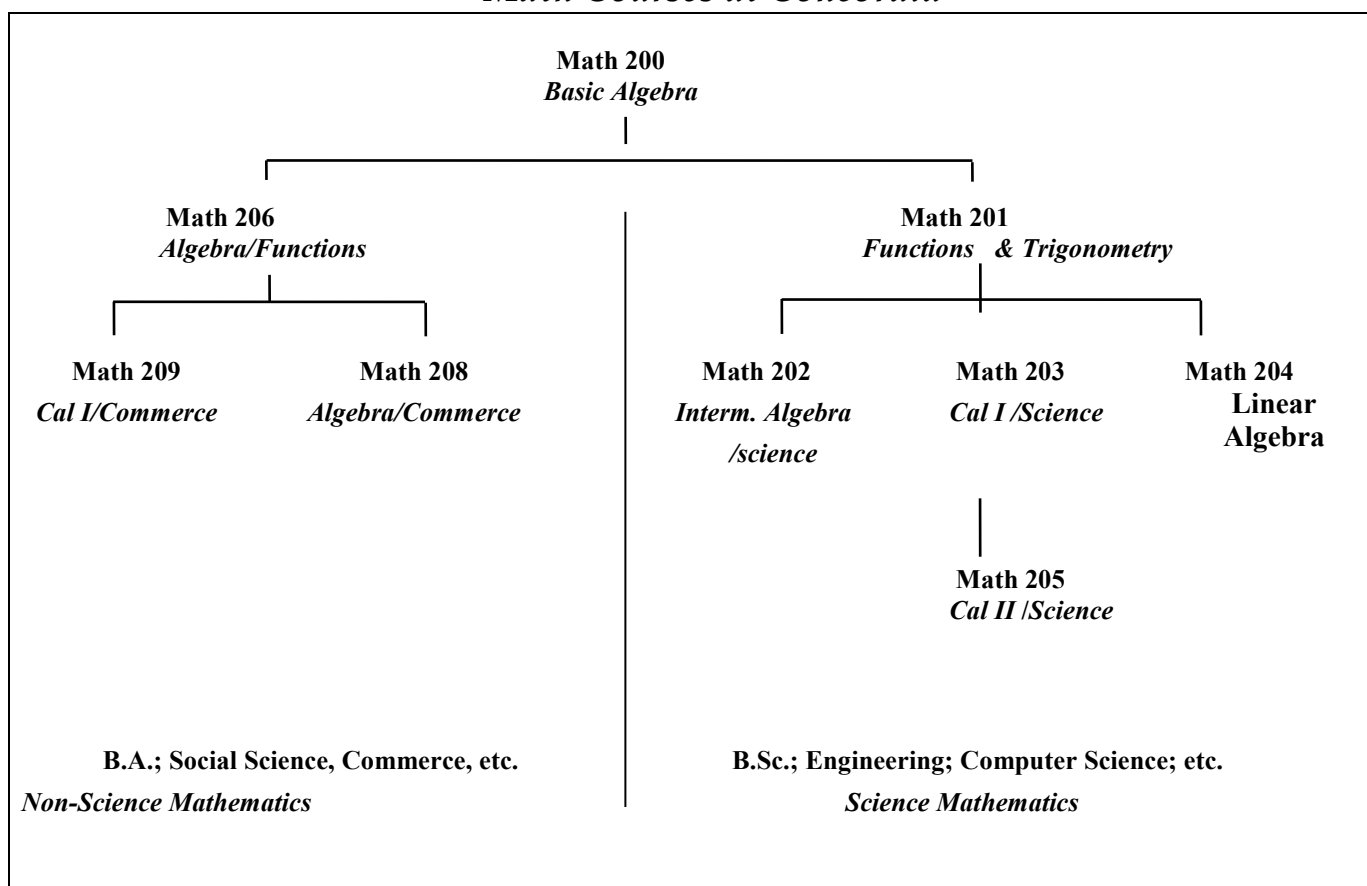 Math 200
Basic Algebra
Math 206
Algebra/Functions
Math 201
Functions & Trigonometry
Math 209
Cal I/Commerce
Math 208
Algebra/Commerce
Math 202
Interm. Algebra
/science
Math 203
Cal I /Science
Math 204
Linear
Algebra
Math 205
Cal II /Science
B.A.; Social Science, Commerce, etc.
Non-Science Mathematics
B.Sc.; Engineering; Computer Science; etc.
Science Mathematics